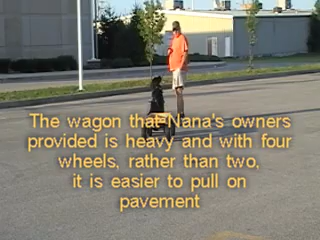 The wagon that Nana's owners
provided is heavy and with four
wheels, rather than two,
it is easier to pull on
pavement